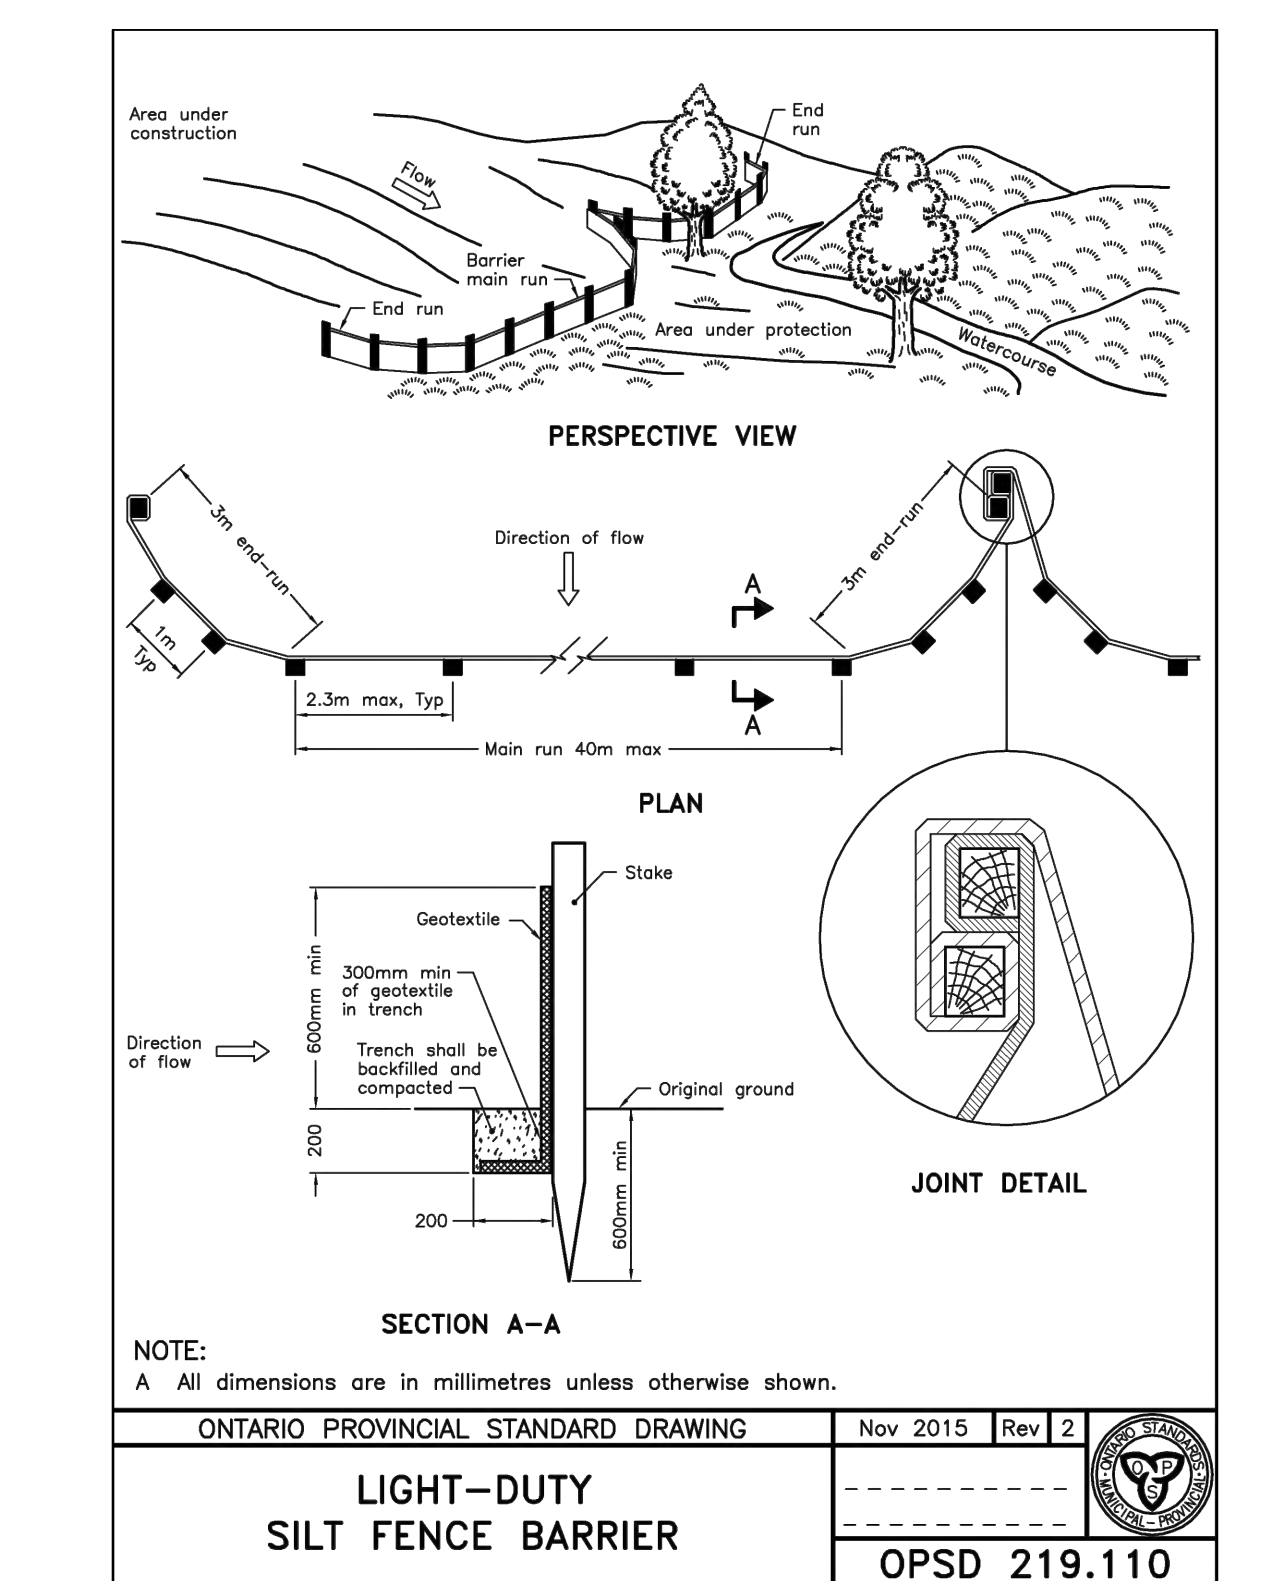 Area under
construction
Flow
End
run
Barrier
main run
End run
Area under protection
Watercourse
PERSPECTIVE VIEW
3m end-run
Direction of flow
3m end-run
A
1m
Typ
2.3m max, Typ
A
Main run 40m max
PLAN
Stake
Geotextile
600mm min
300mm min
of geotextile
in trench
Direction
of flow
Trench shall be
backfilled and
compacted
Original ground
200
600mm min
200
JOINT DETAIL
SECTION A-A
NOTE:
A All dimensions are in millimetres unless otherwise shown.
ONTARIO PROVINCIAL STANDARD DRAWING
Nov 2015
Rev
2
ONTARIO STANDARDS
MUNICIPAL-PROVINCIAL
O P
S
LIGHT-DUTY
SILT FENCE BARRIER
OPSD 219.110